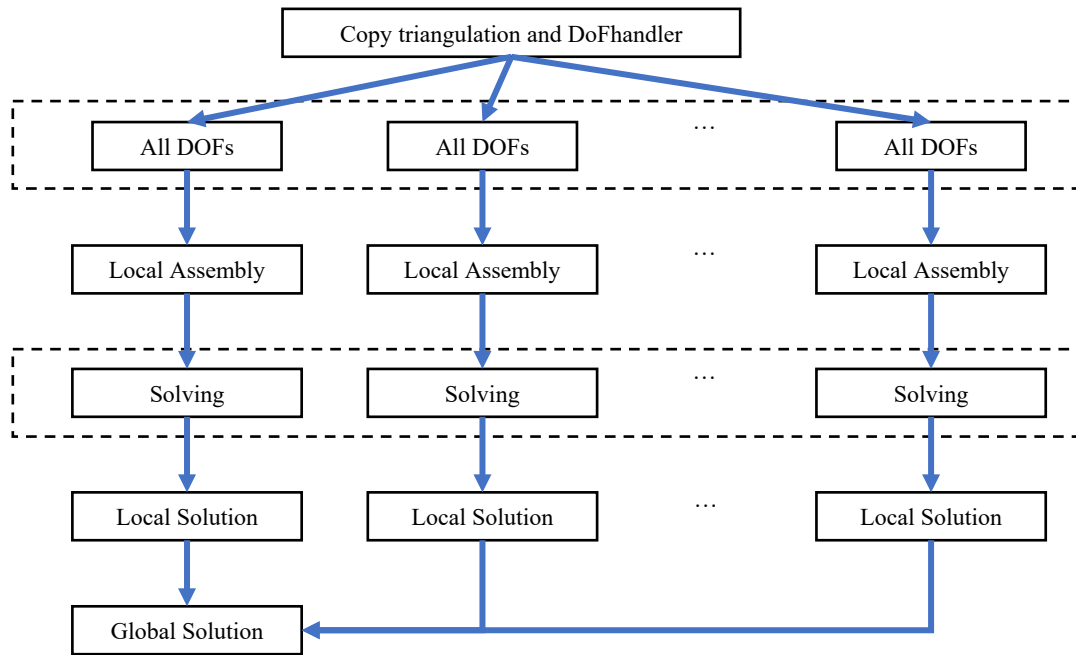 Copy triangulation and DoFhandler
All DOFs
All DOFs
…
All DOFs
Local Assembly
Local Assembly
…
Local Assembly
Solving
Solving
…
Solving
Local Solution
Local Solution
…
Local Solution
Global Solution